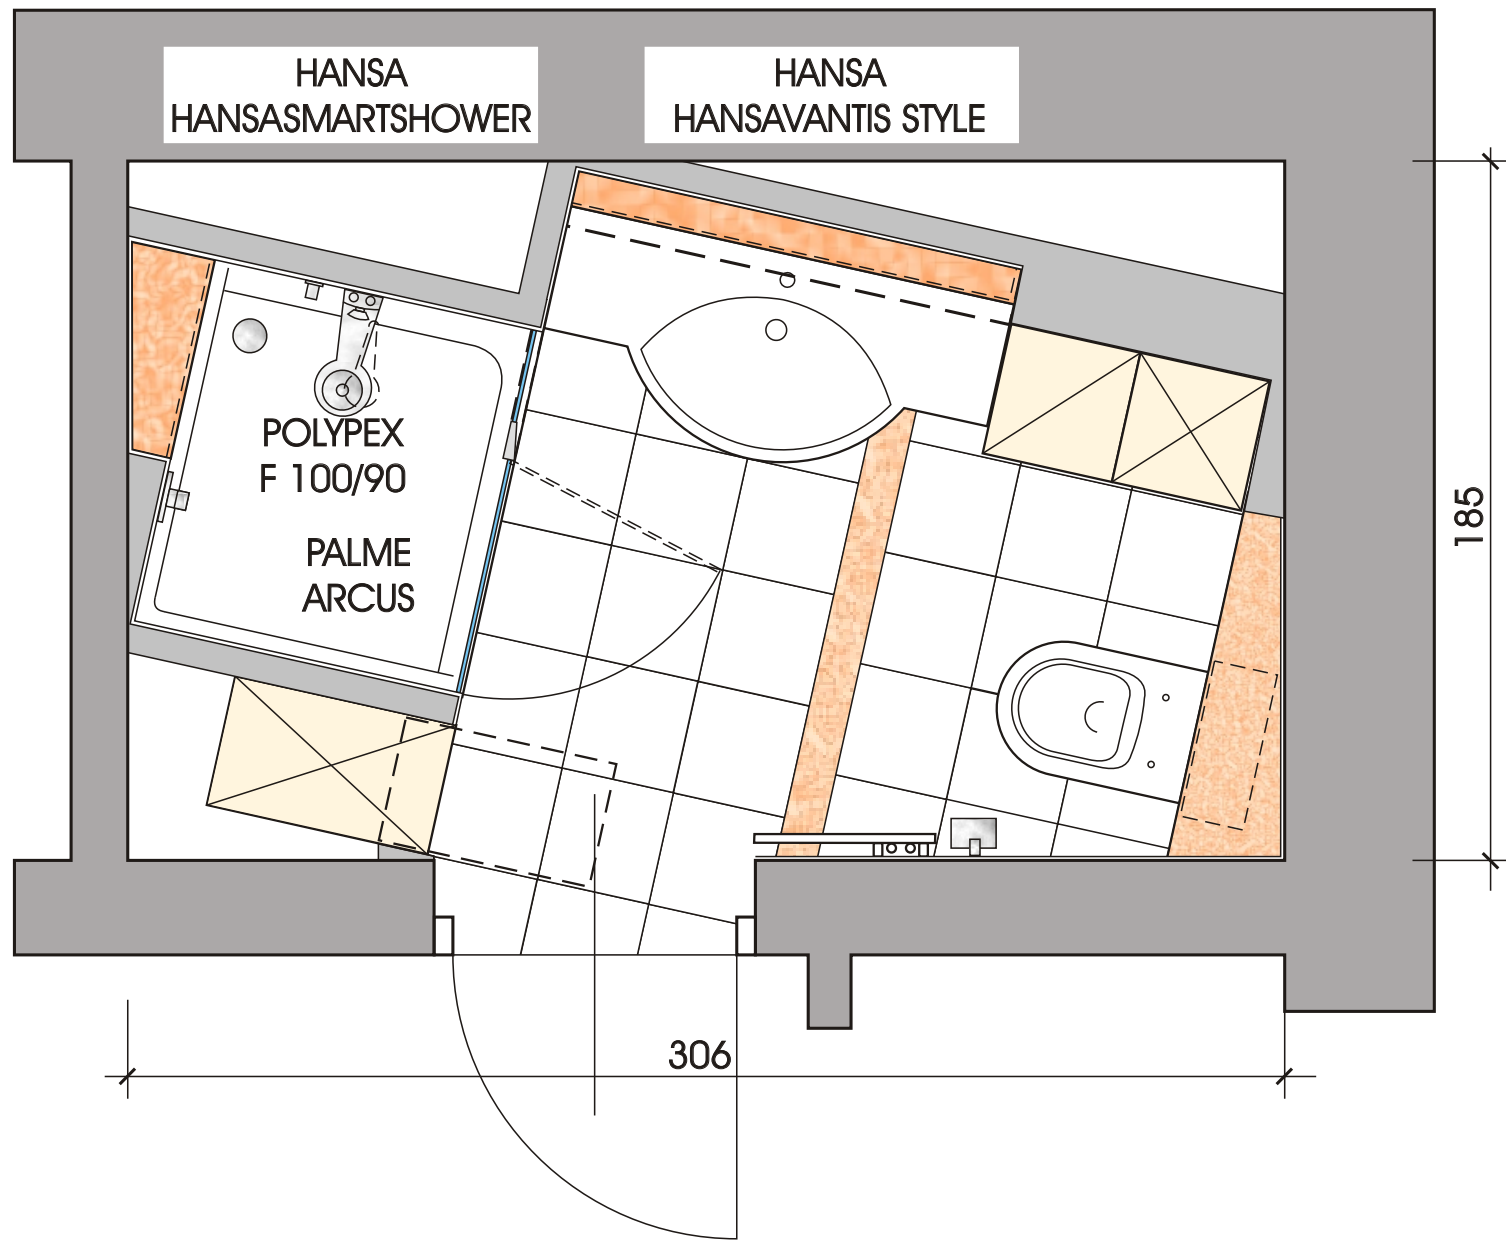 HANSA
HANSASMARTSHOWER
HANSA
HANSAVANTIS STYLE
POLYPEX
F 100/90
PALME
ARCUS
185
306